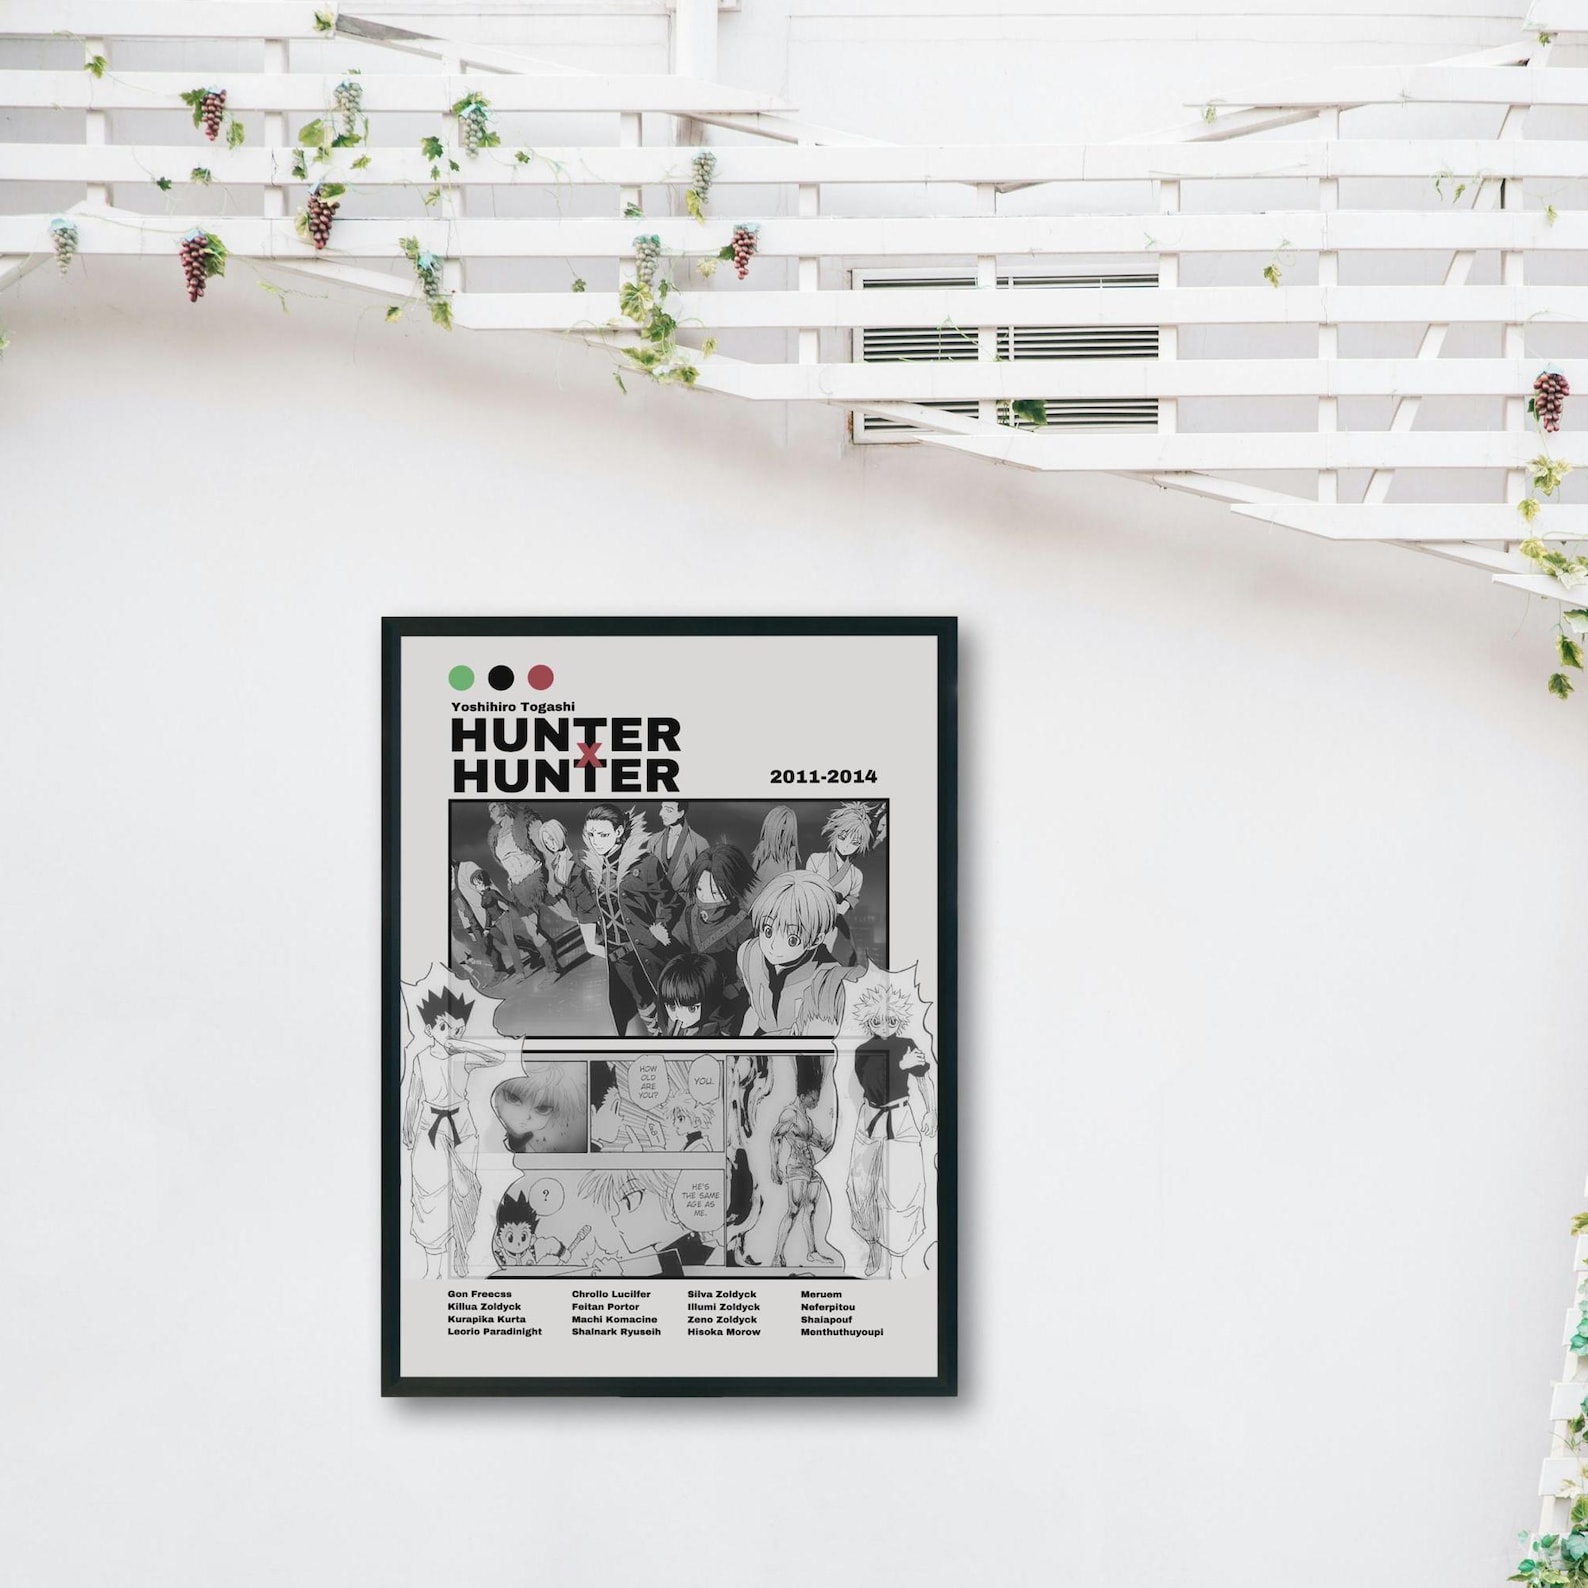 Yoshihiro Togashi
HUNTER
X
HUNTER
2011-2014
HOW
OLD
ARE
YOU?
YOU.
?
HE'S
THE SAME
AGE AS
ME.
Gon Freecss
Killua Zoldyck
Kurapika Kurta
Leorio Paradinight
Chrollo Lucilfer
Feitan Portor
Machi Komacine
Shalnark Ryuseih
Silva Zoldyck
Illumi Zoldyck
Zeno Zoldyck
Hisoka Morow
Meruem
Neferpitou
Shaiapouf
Menthuthuyoupi